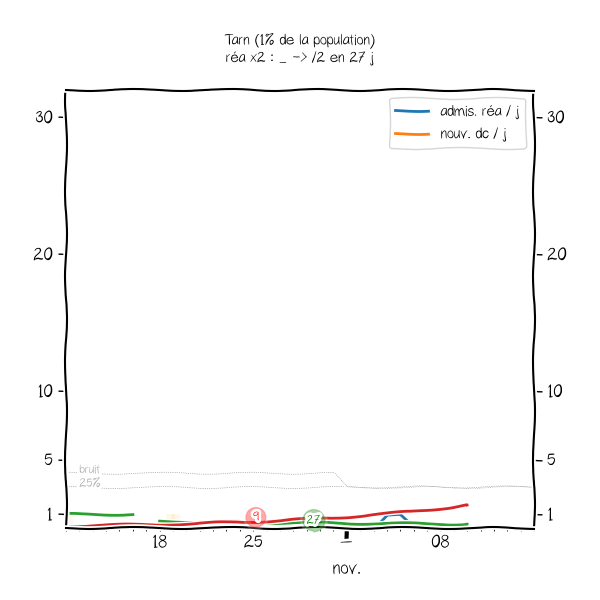 Tarn (1% de la population)
réa x2 : _ -> /2 en 27 j
admis. réa / j
nouv. dc / j
30
30
20
20
10
10
5
5
bruit
25%
1
1
9
27
18
25
1
08
nov.